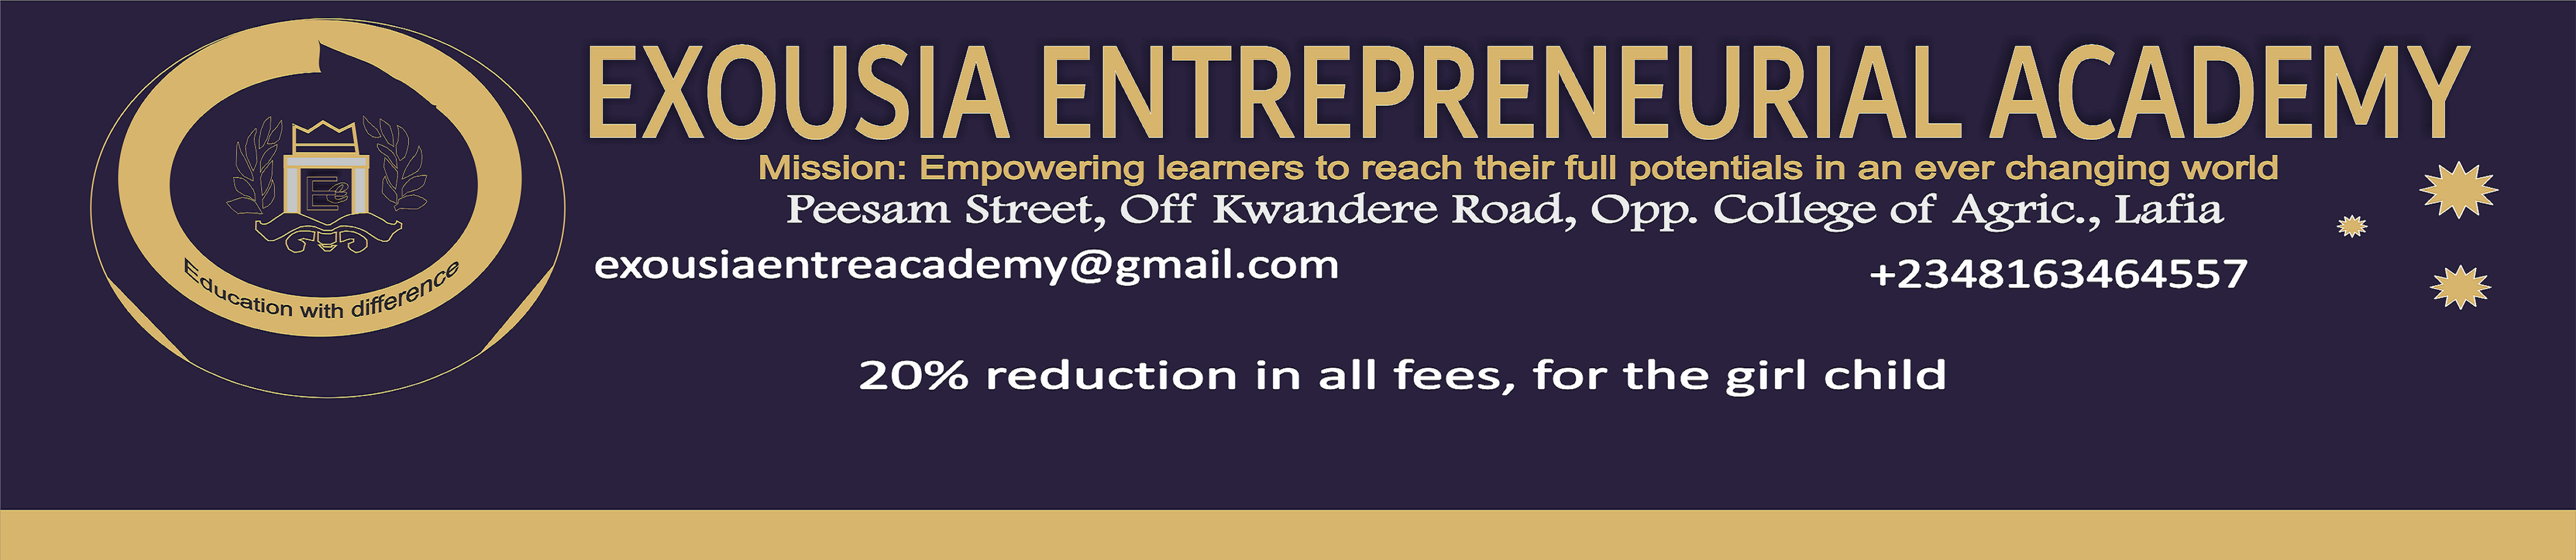 EXOUSIA ENTREPRENEURIAL ACADEMY
Mission: Empowering learners to reach their full potentials in an ever changing world
Peesam Street, Off Kwandere Road, Opp. College of Agric., Lafia
exousiaentreacademy@gmail.com
+2348163464557
20% reduction in all fees, for the girl child
Education with difference